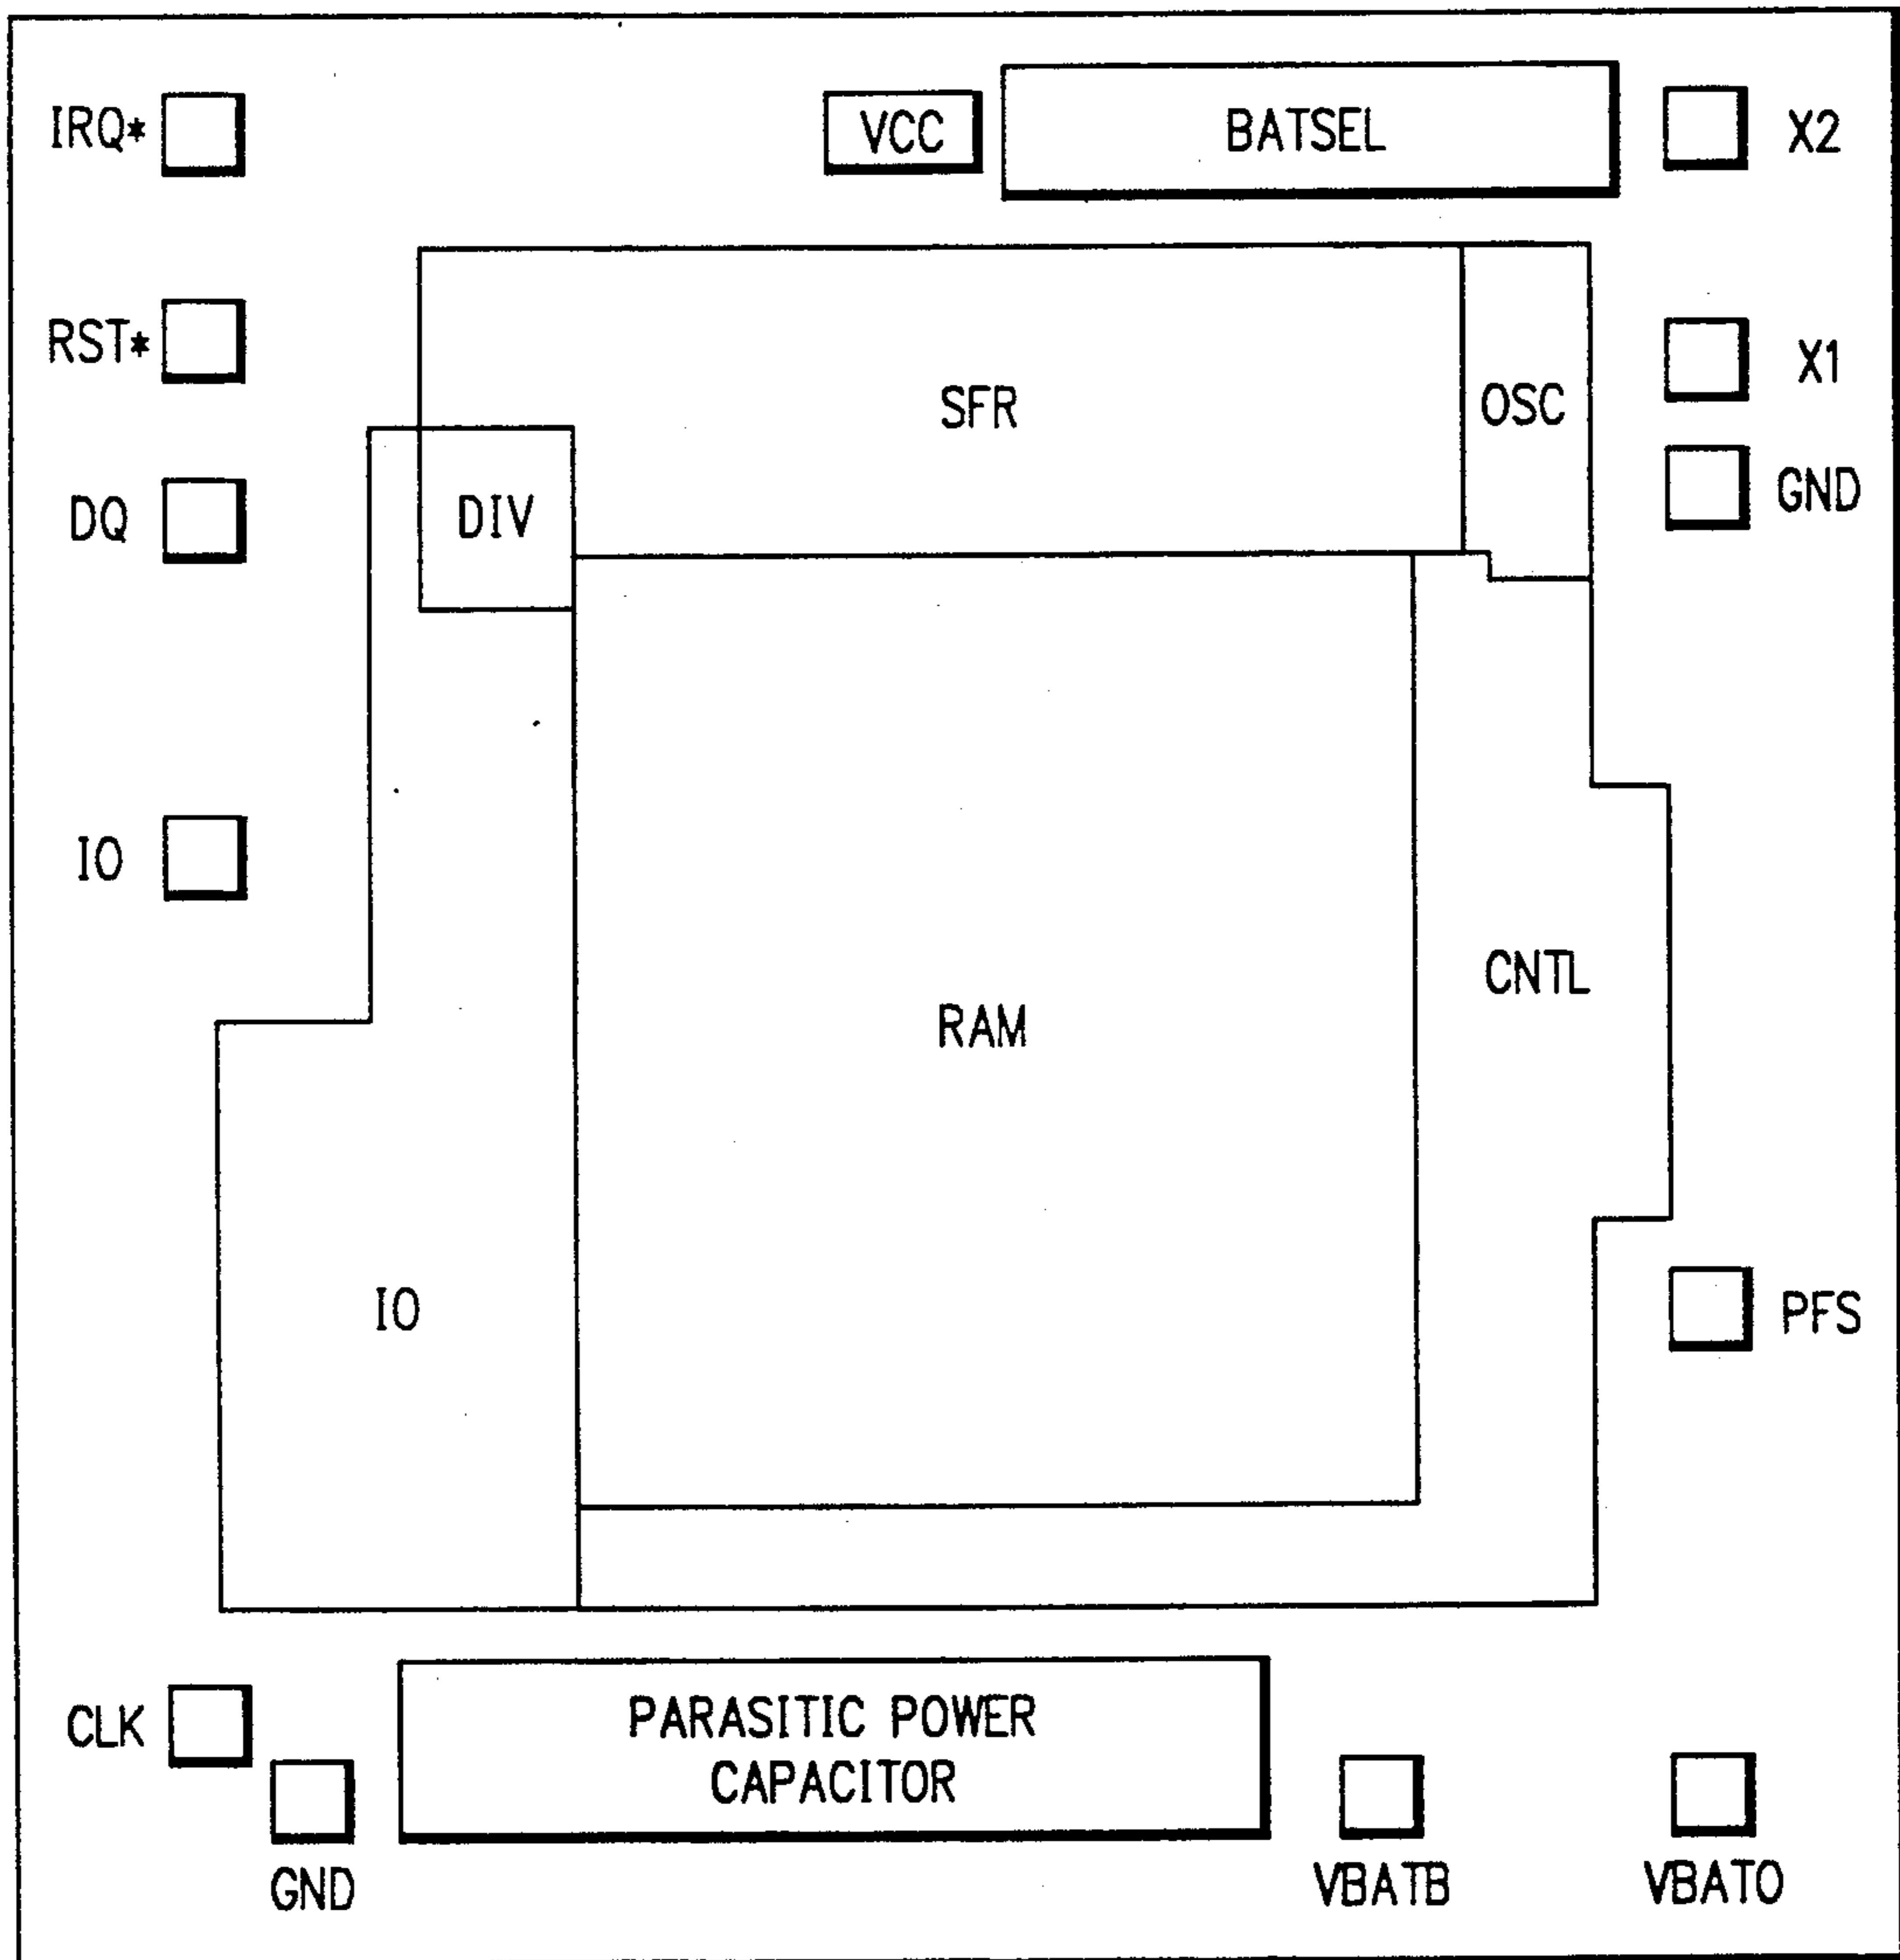 IRQ*
VCC
BATSEL
X2
RST*
X1
SFR
OSC
DQ
DIV
GND
IO
CNTL
RAM
IO
PFS
CLK
PARASITIC POWER
CAPACITOR
GND
VBATB
VBATO